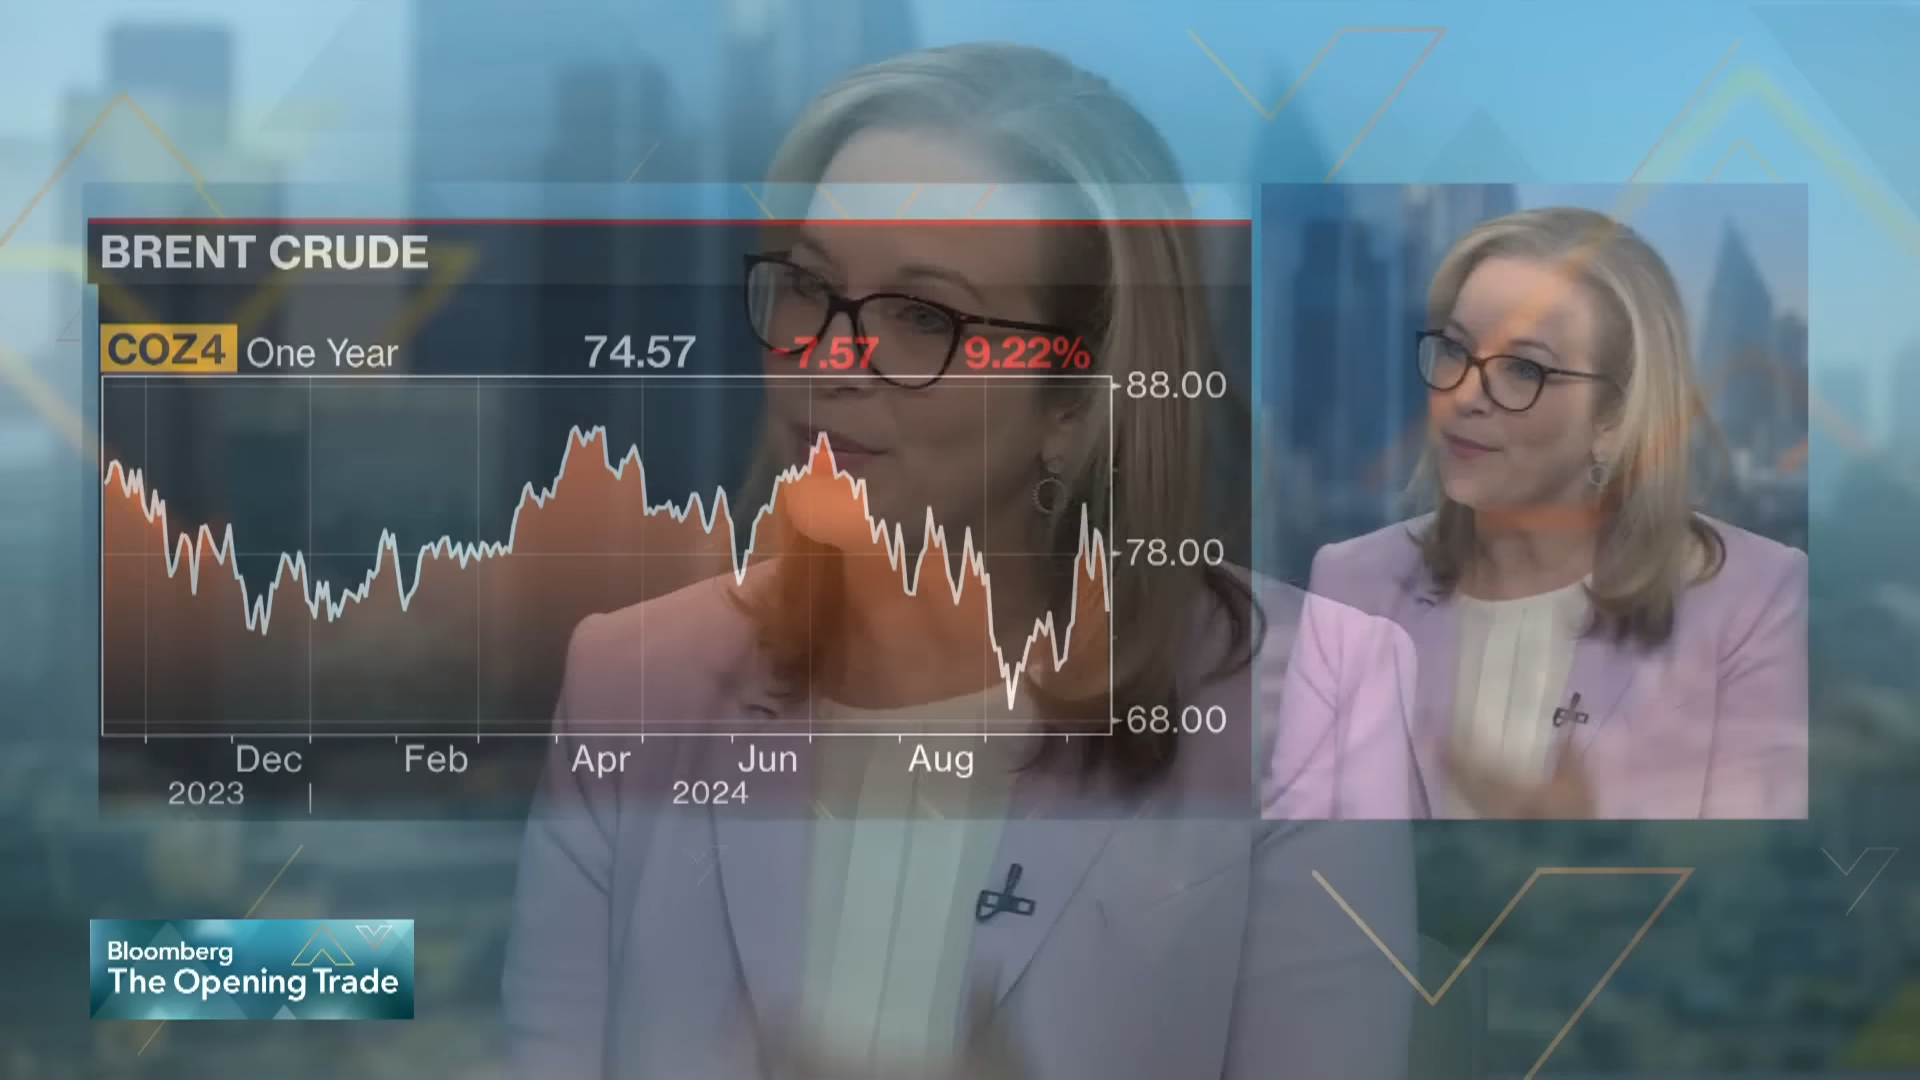 BRENT CRUDE
COZ4 One Year 74.57 -7.57 9.22%
88.00
78.00
68.00
Dec Feb Apr Jun Aug
2023 2024
Bloomberg
The Opening Trade